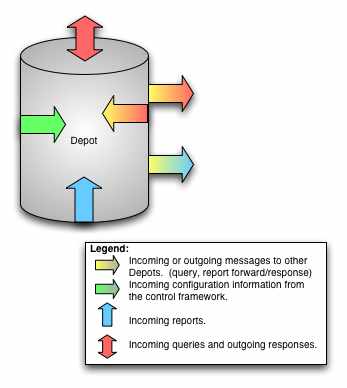 Depot
Legend:
Incoming or outgoing messages to other
Depots.  (query, report forward/response)
Incoming configuration information from
the control framework.
Incoming reports.
Incoming queries and outgoing responses.